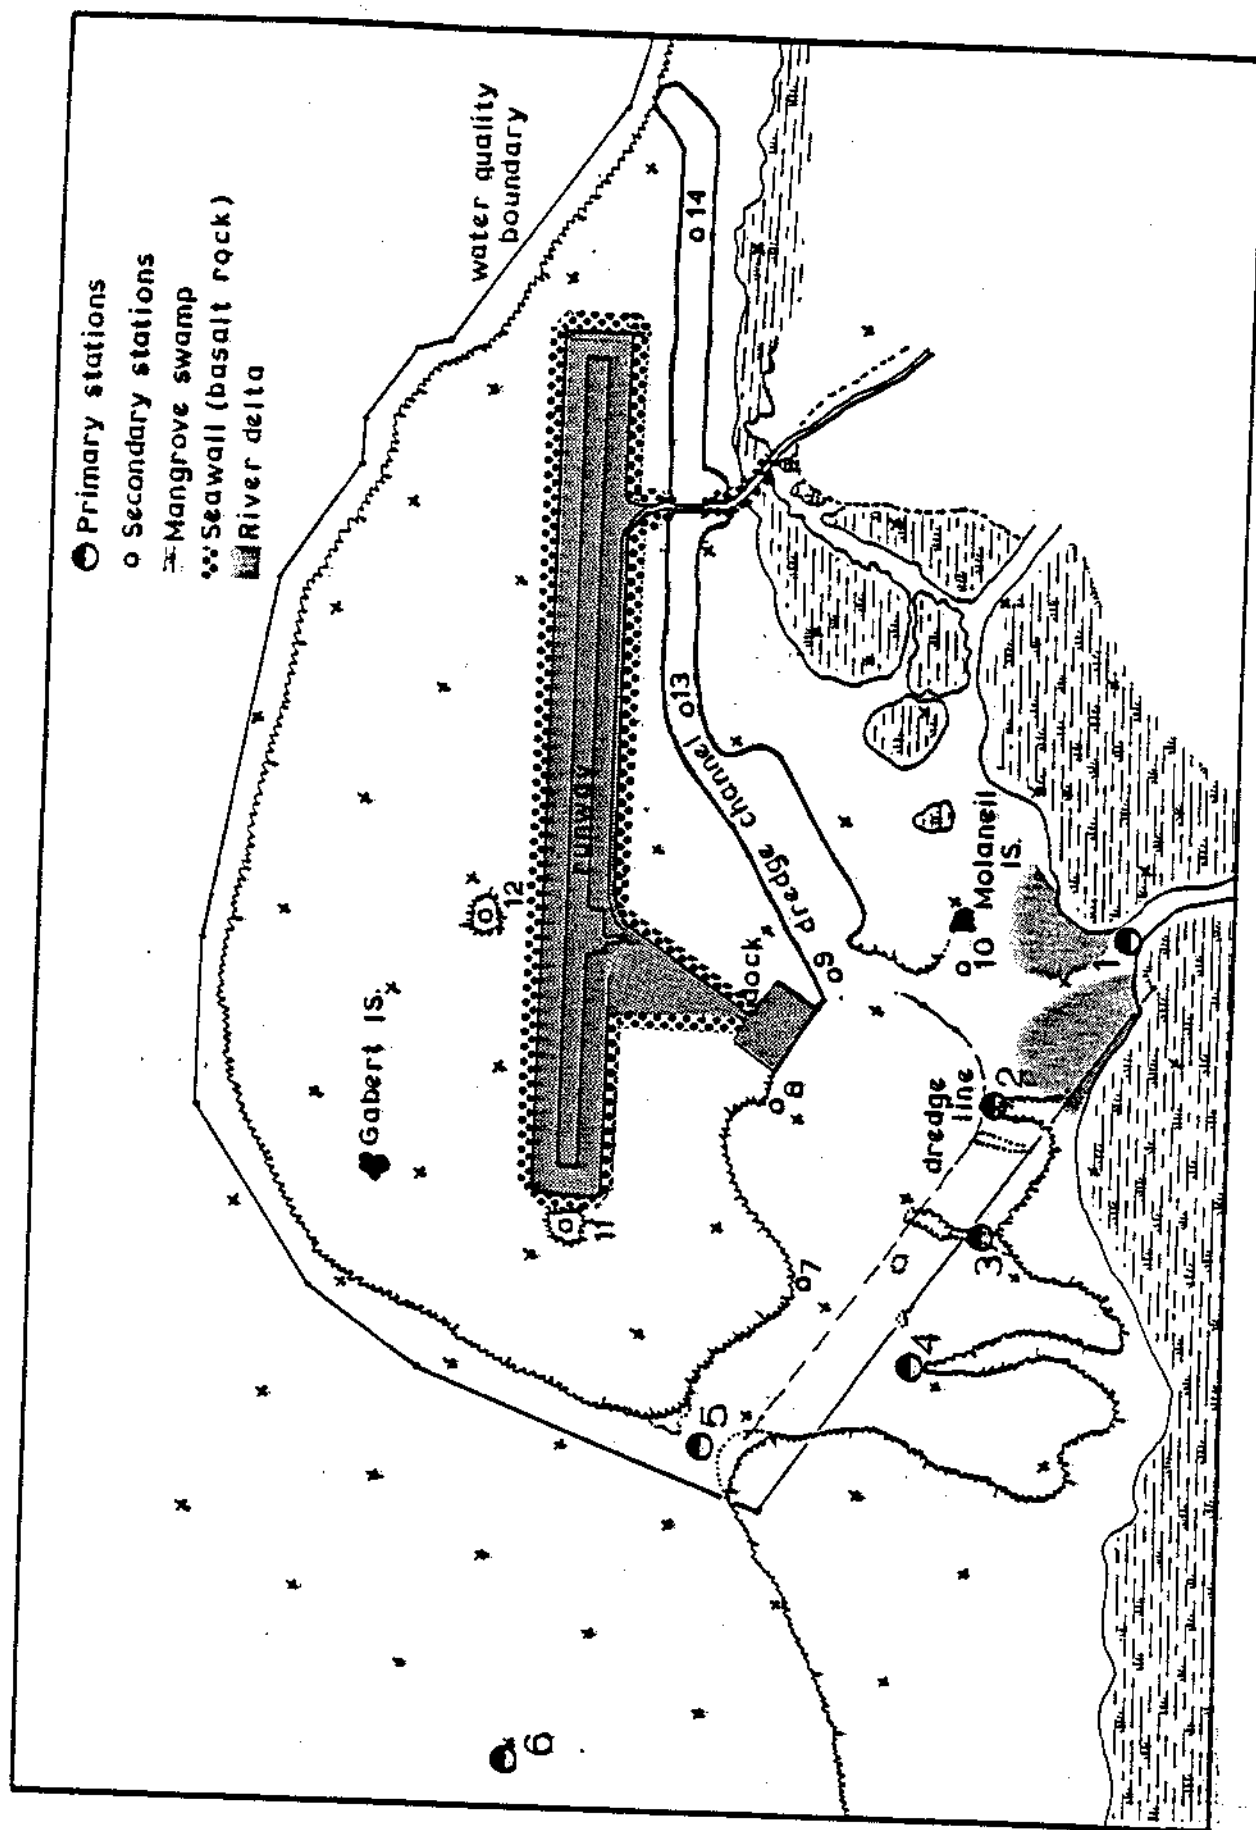 Primary stations
Secondary stations
Mangrove swamp
Seawall (basalt rock)
River delta
water quality
boundary
14
runway
13
dredge channel
12
Gabert IS.
dock
9
10
Molaneil
IS.
1
8
dredge
line
2
11
7
3
4
5
6